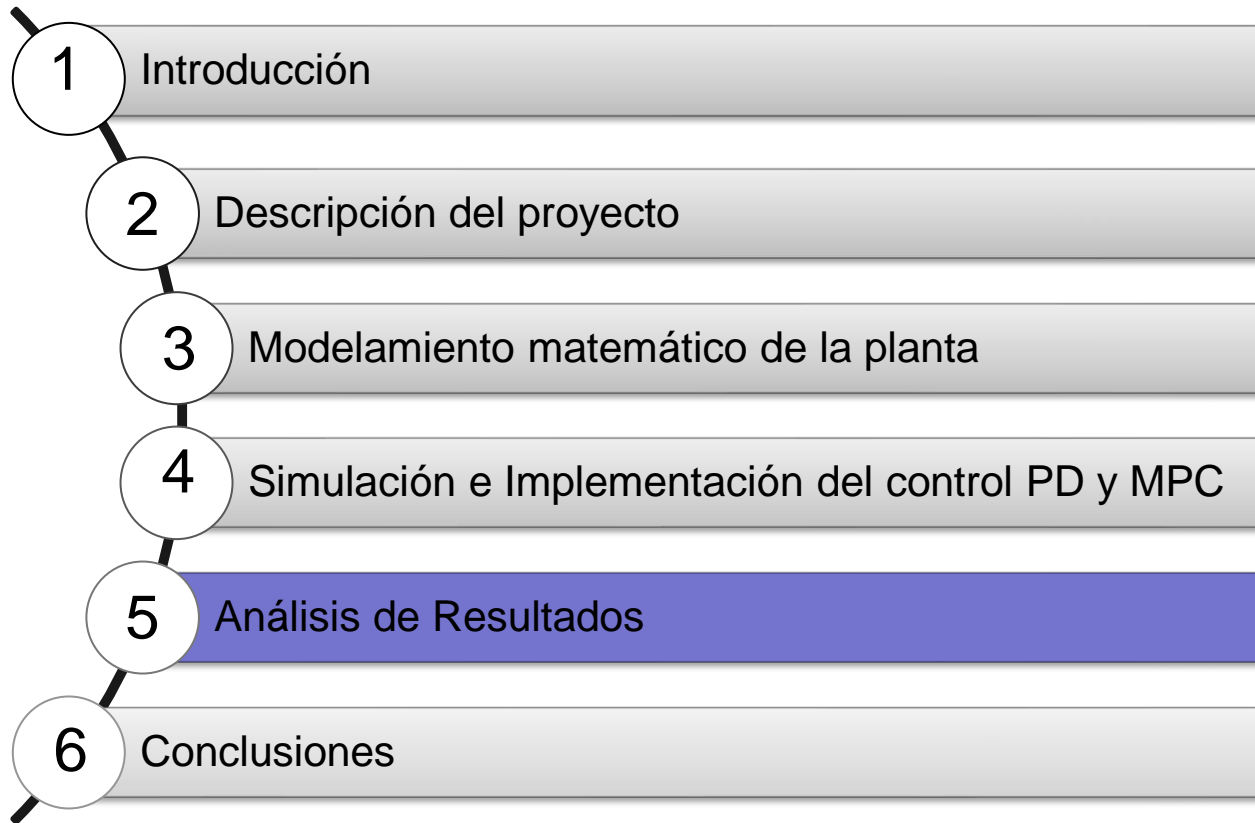 1 Introducción
2 Descripción del proyecto
3 Modelamiento matemático de la planta
4 Simulación e Implementación del control PD y MPC
5 Análisis de Resultados
6 Conclusiones